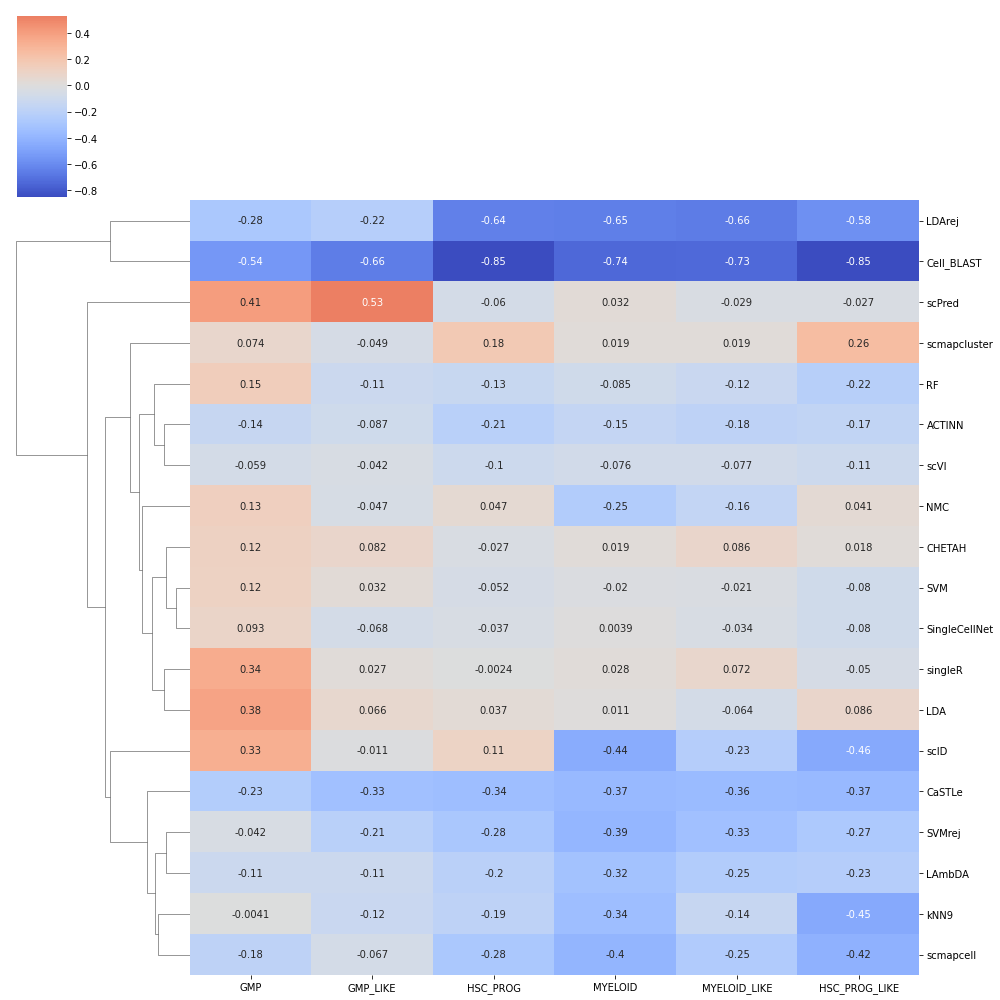 0.4
0.2
0.0
−0.2
−0.4
−0.6
−0.8
-0.28 -0.22 -0.64 -0.65 -0.66 -0.58 LDArej
-0.54 -0.66 -0.85 -0.74 -0.73 -0.85 Cell_BLAST
0.41 0.53 -0.06 0.032 -0.029 -0.027 scPred
0.074 -0.049 0.18 0.019 0.019 0.26 scmapcluster
0.15 -0.11 -0.13 -0.085 -0.12 -0.22 RF
-0.14 -0.087 -0.21 -0.15 -0.18 -0.17 ACTINN
-0.059 -0.042 -0.1 -0.076 -0.077 -0.11 scVI
0.13 -0.047 0.047 -0.25 -0.16 0.041 NMC
0.12 0.082 -0.027 0.019 0.086 0.018 CHETAH
0.12 0.032 -0.052 -0.02 -0.021 -0.08 SVM
0.093 -0.068 -0.037 0.0039 -0.034 -0.08 SingleCellNet
0.34 0.027 -0.0024 0.028 0.072 -0.05 singleR
0.38 0.066 0.037 0.011 -0.064 0.086 LDA
0.33 -0.011 0.11 -0.44 -0.23 -0.46 scID
-0.23 -0.33 -0.34 -0.37 -0.36 -0.37 CaSTLe
-0.042 -0.21 -0.28 -0.39 -0.33 -0.27 SVMrej
-0.11 -0.11 -0.2 -0.32 -0.25 -0.23 LAmbDA
-0.0041 -0.12 -0.19 -0.34 -0.14 -0.45 kNN9
-0.18 -0.067 -0.28 -0.4 -0.25 -0.42 scmapcell
GMP GMP_LIKE HSC_PROG MYELOID MYELOID_LIKE HSC_PROG_LIKE